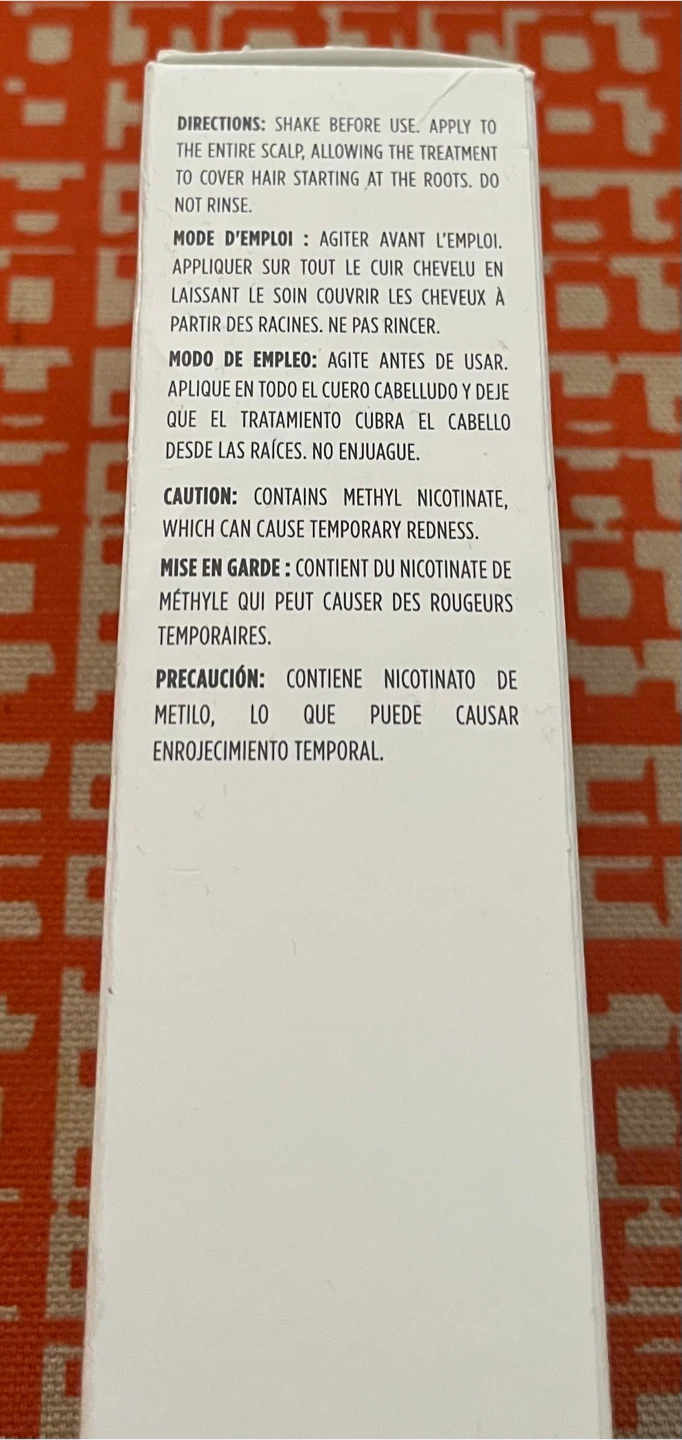 DIRECTIONS: SHAKE BEFORE USE. APPLY TO
THE ENTIRE SCALP, ALLOWING THE TREATMENT
TO COVER HAIR STARTING AT THE ROOTS. DO
NOT RINSE.
MODE D'EMPLOI : AGITER AVANT L'EMPLOI.
APPLIQUER SUR TOUT LE CUIR CHEVELU EN
LAISSANT LE SOIN COUVRIR LES CHEVEUX À
PARTIR DES RACINES. NE PAS RINCER.
MODO DE EMPLEO: AGITE ANTES DE USAR.
APLIQUE EN TODO EL CUERO CABELLUDO Y DEJE
QUE EL TRATAMIENTO CUBRA EL CABELLO
DESDE LAS RAÍCES. NO ENJUAGUE.
CAUTION: CONTAINS METHYL NICOTINATE,
WHICH CAN CAUSE TEMPORARY REDNESS.
MISE EN GARDE : CONTIENT DU NICOTINATE DE
MÉTHYLE QUI PEUT CAUSER DES ROUGEURS
TEMPORAIRES.
PRECAUCIÓN: CONTIENE NICOTINATO DE
METILO, LO QUE PUEDE CAUSAR
ENROJECIMIENTO TEMPORAL.